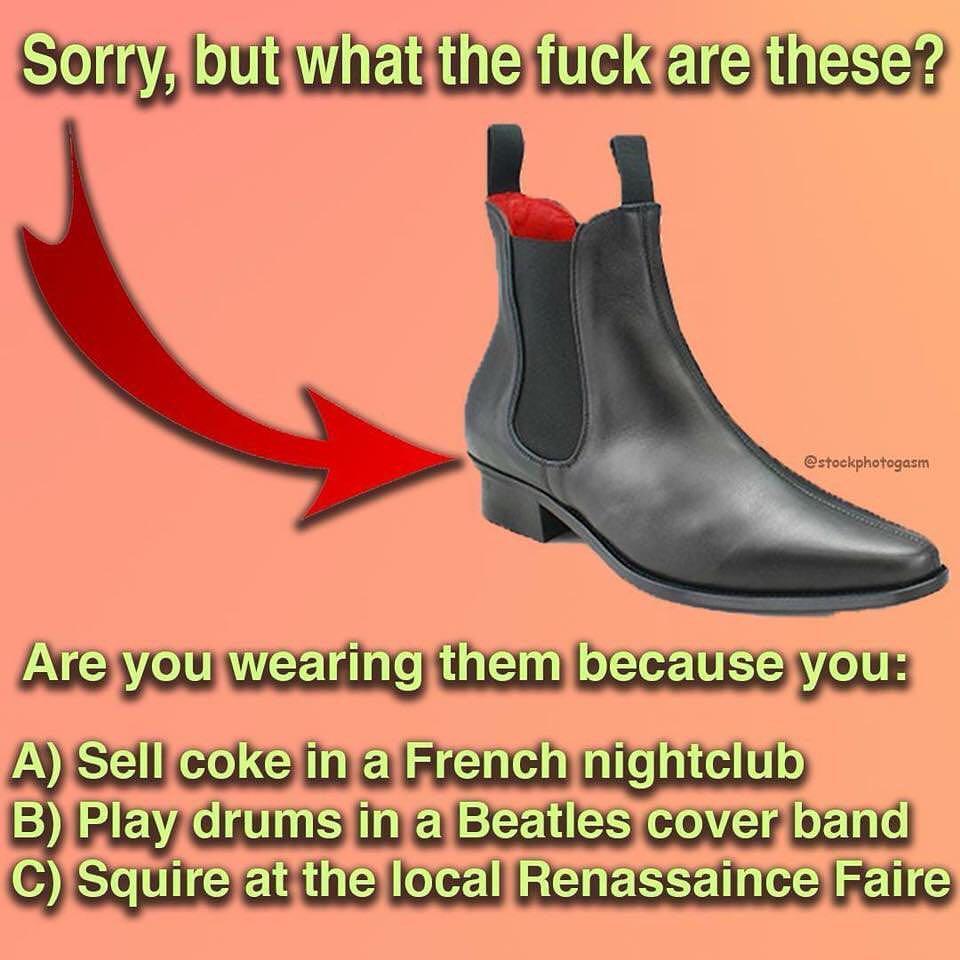 Sorry, but what the fuck are these?
@stockphotogasm
Are you wearing them because you:
A) Sell coke in a French nightclub
B) Play drums in a Beatles cover band
C) Squire at the local Renassaince Faire